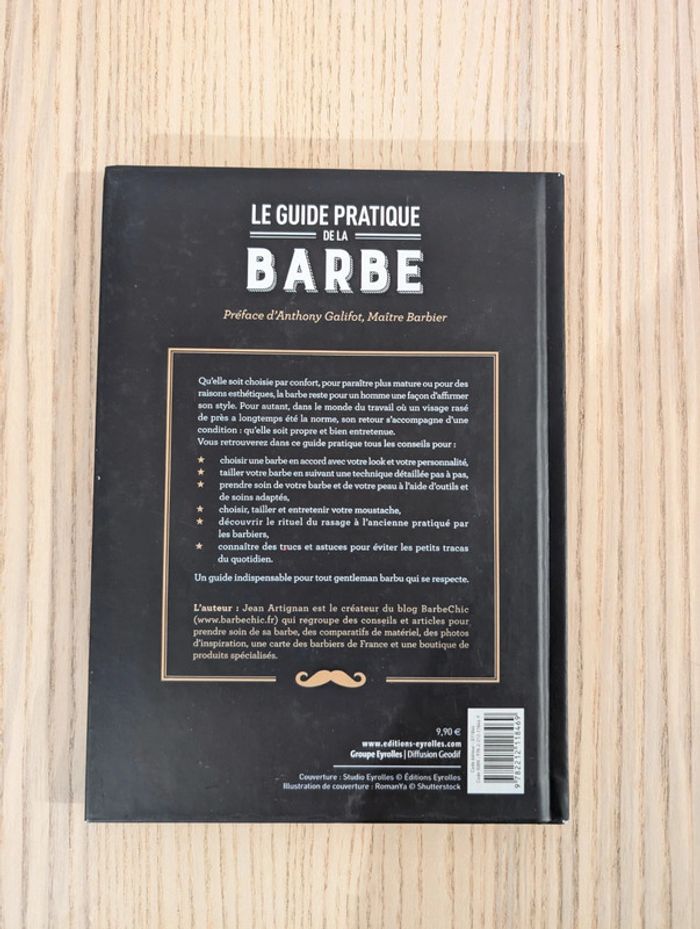 LE GUIDE PRATIQUE
DE LA
BARBE
Préface d'Anthony Galifot, Maître Barbier
Qu'elle soit choisie par confort, pour paraître plus mature ou pour des
raisons esthétiques, la barbe reste pour un homme une façon d'affirmer
son style. Pour autant, dans le monde du travail où un visage rasé
de près a longtemps été la norme, son retour s'accompagne d'une
condition : qu'elle soit propre et bien entretenue.
Vous retrouverez dans ce guide pratique tous les conseils pour :
choisir une barbe en accord avec votre look et votre personnalité,
tailler votre barbe en suivant une technique détaillée pas à pas,
prendre soin de votre barbe et de votre peau à l'aide d'outils et
de soins adaptés,
choisir, tailler et entretenir votre moustache,
découvrir le rituel du rasage à l'ancienne pratiqué par
les barbiers,
connaître des trucs et astuces pour éviter les petits tracas
du quotidien.
Un guide indispensable pour tout gentleman barbu qui se respecte.
L'auteur : Jean Artignan est le créateur du blog BarbeChic
(www.barbechic.fr) qui regroupe des conseils et articles pour
prendre soin de sa barbe, des comparatifs de matériel, des photos
d'inspiration, une carte des barbiers de France et une boutique de
produits spécialisés.
9,90 €
www.editions-eyrolles.com
Groupe Eyrolles | Diffusion Geodif
Couverture : Studio Eyrolles © Éditions Eyrolles
Illustration de couverture : RomanYa © Shutterstock
9 782212 118469